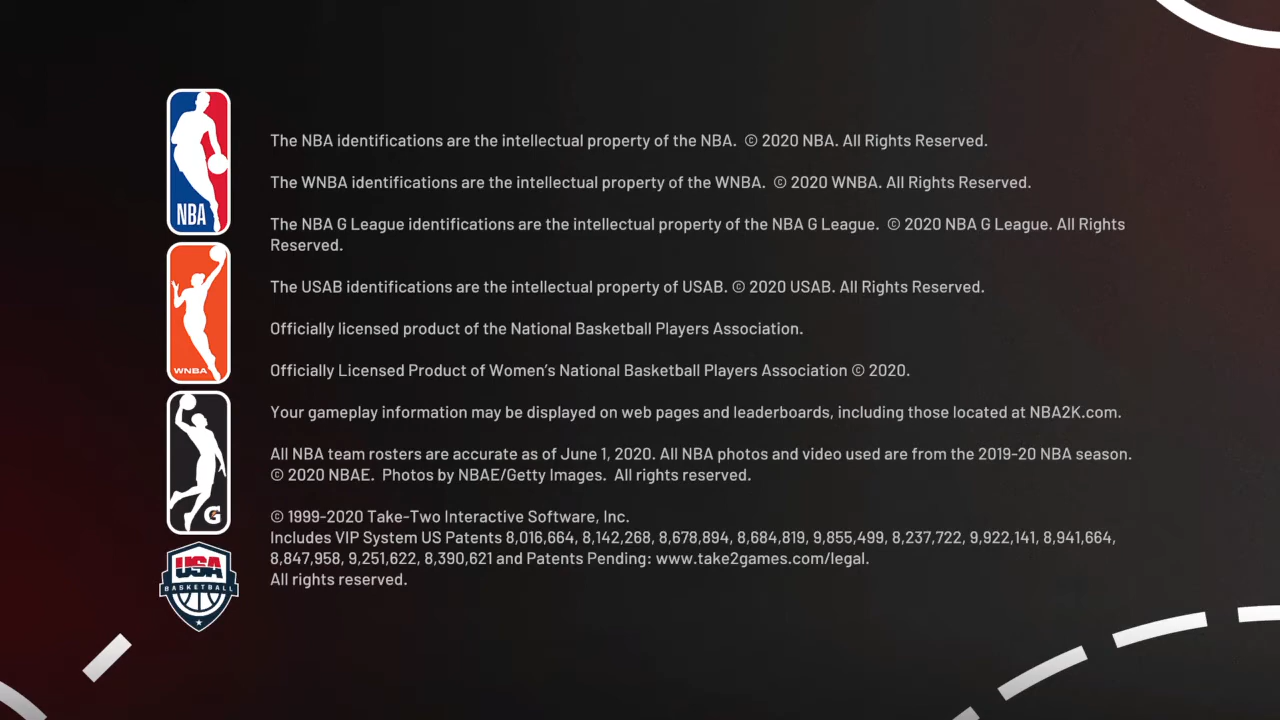 NBA
The NBA identifications are the intellectual property of the NBA.  © 2020 NBA. All Rights Reserved.
The WNBA identifications are the intellectual property of the WNBA.  © 2020 WNBA. All Rights Reserved.
The NBA G League identifications are the intellectual property of the NBA G League.  © 2020 NBA G League. All Rights
Reserved.
WNBA
The USAB identifications are the intellectual property of USAB. © 2020 USAB. All Rights Reserved.
Officially licensed product of the National Basketball Players Association.
Officially Licensed Product of Women's National Basketball Players Association © 2020.
G
Your gameplay information may be displayed on web pages and leaderboards, including those located at NBA2K.com.
All NBA team rosters are accurate as of June 1, 2020. All NBA photos and video used are from the 2019-20 NBA season.
© 2020 NBAE.  Photos by NBAE/Getty Images.  All rights reserved.
© 1999-2020 Take-Two Interactive Software, Inc.
Includes VIP System US Patents 8,016,664, 8,142,268, 8,678,894, 8,684,819, 9,855,499, 8,237,722, 9,922,141, 8,941,664,
8,847,958, 9,251,622, 8,390,621 and Patents Pending: www.take2games.com/legal.
All rights reserved.
USA
BASKETBALL